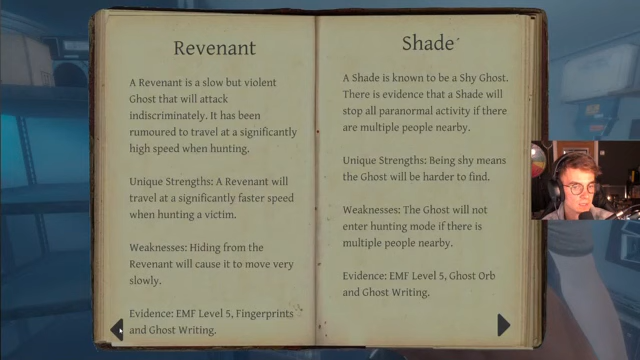 Revenant
A Revenant is a slow but violent
Ghost that will attack
indiscriminately. It has been
rumoured to travel at a significantly
high speed when hunting.
Unique Strengths: A Revenant will
travel at a significantly faster speed
when hunting a victim.
Weaknesses: Hiding from the
Revenant will cause it to move very
slowly.
Evidence: EMF Level 5, Fingerprints
and Ghost Writing.
Shade
A Shade is known to be a Shy Ghost.
There is evidence that a Shade will
stop all paranormal activity if there
are multiple people nearby.
Unique Strengths: Being shy means
the Ghost will be harder to find.
Weaknesses: The Ghost will not
enter hunting mode if there is
multiple people nearby.
Evidence: EMF Level 5, Ghost Orb
and Ghost Writing.